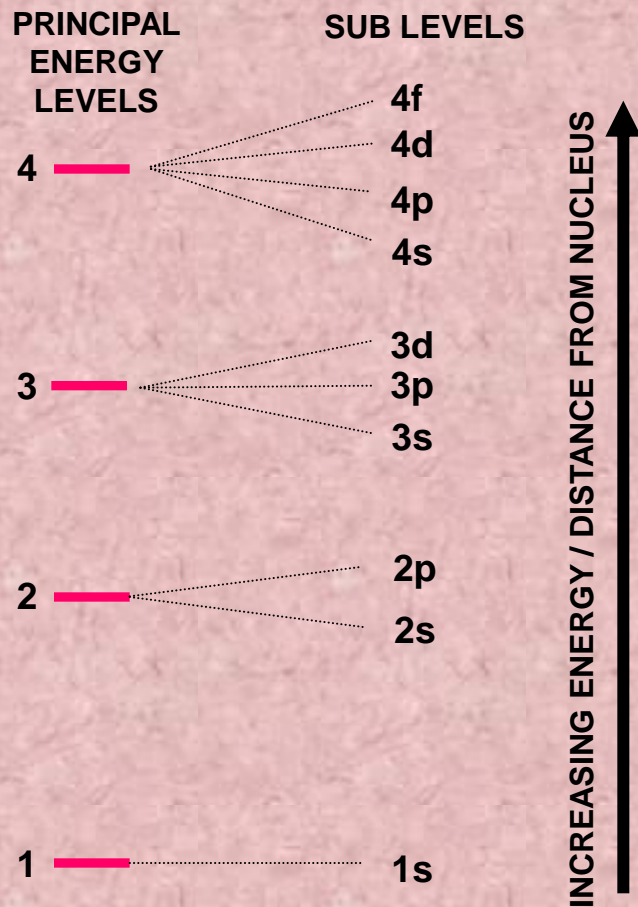 PRINCIPAL
ENERGY
LEVELS
SUB LEVELS
4
4f
4d
4p
4s
3
3d
3p
3s
2
2p
2s
1
1s
INCREASING ENERGY / DISTANCE FROM NUCLEUS